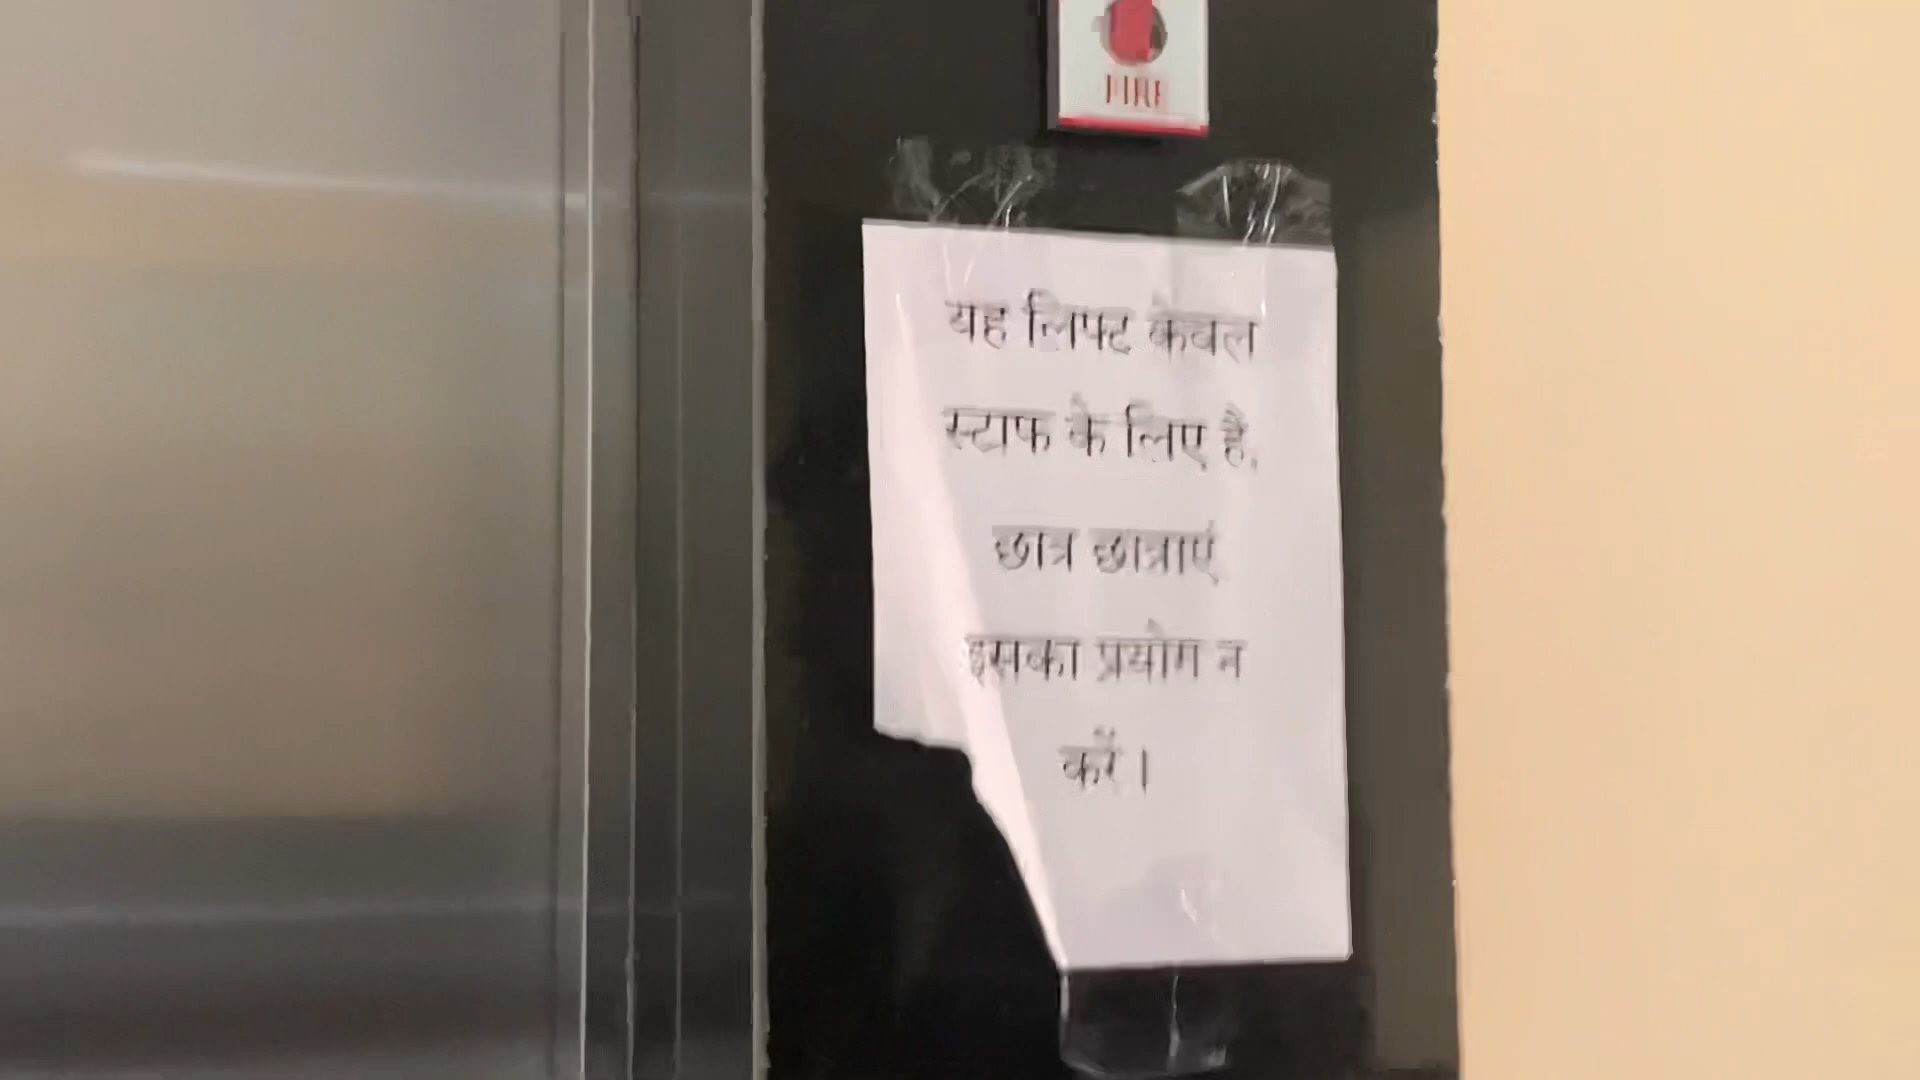 FIRE
यह लिफ्ट केवल
स्टाफ के लिए है,
छात्र छात्राएं
इसका प्रयोग न
करें।